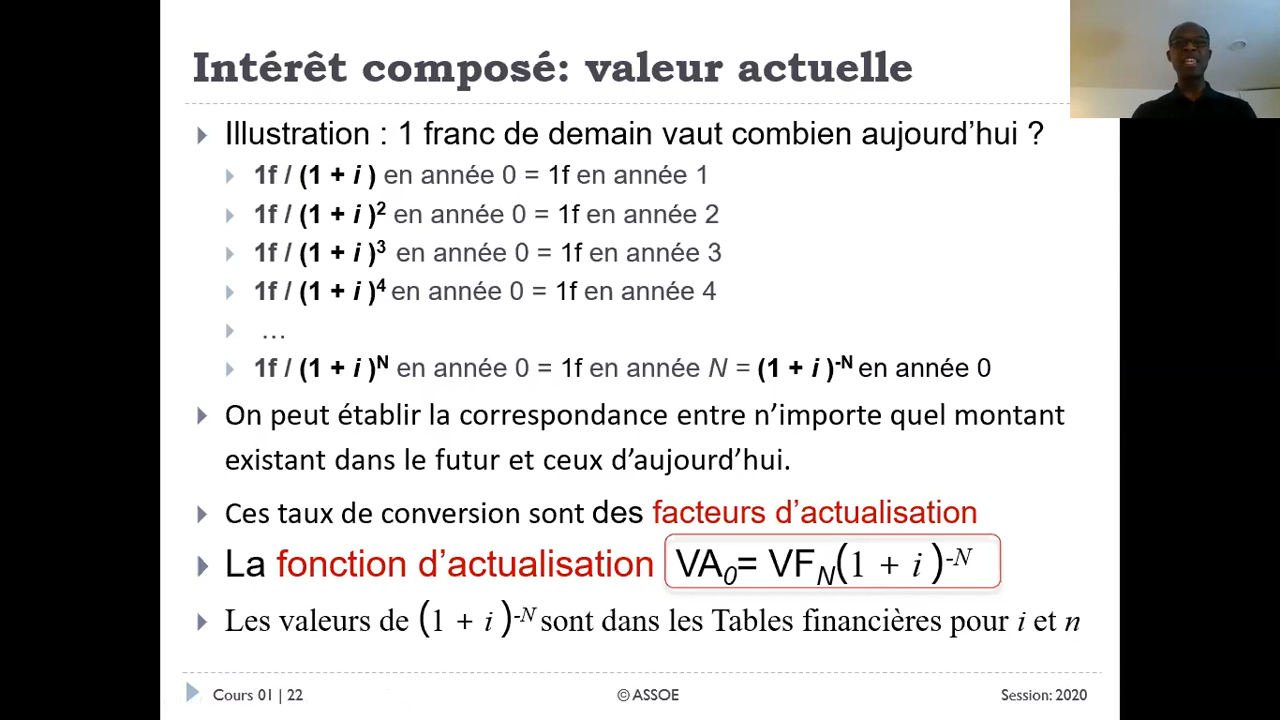 Intérêt composé: valeur actuelle
Illustration : 1 franc de demain vaut combien aujourd’hui ?
1f / (1 + i ) en année 0 = 1f en année 1
1f / (1 + i )² en année 0 = 1f en année 2
1f / (1 + i )³ en année 0 = 1f en année 3
1f / (1 + i )⁴ en année 0 = 1f en année 4
…
1f / (1 + i )ᴺ en année 0 = 1f en année N = (1 + i )⁻ᴺ en année 0
On peut établir la correspondance entre n’importe quel montant
existant dans le futur et ceux d’aujourd’hui.
Ces taux de conversion sont des facteurs d’actualisation
La fonction d’actualisation VA₀= VF_N(1 + i )⁻ᴺ
Les valeurs de (1 + i )⁻ᴺ sont dans les Tables financières pour i et n
Cours 01 | 22 © ASSOE Session: 2020